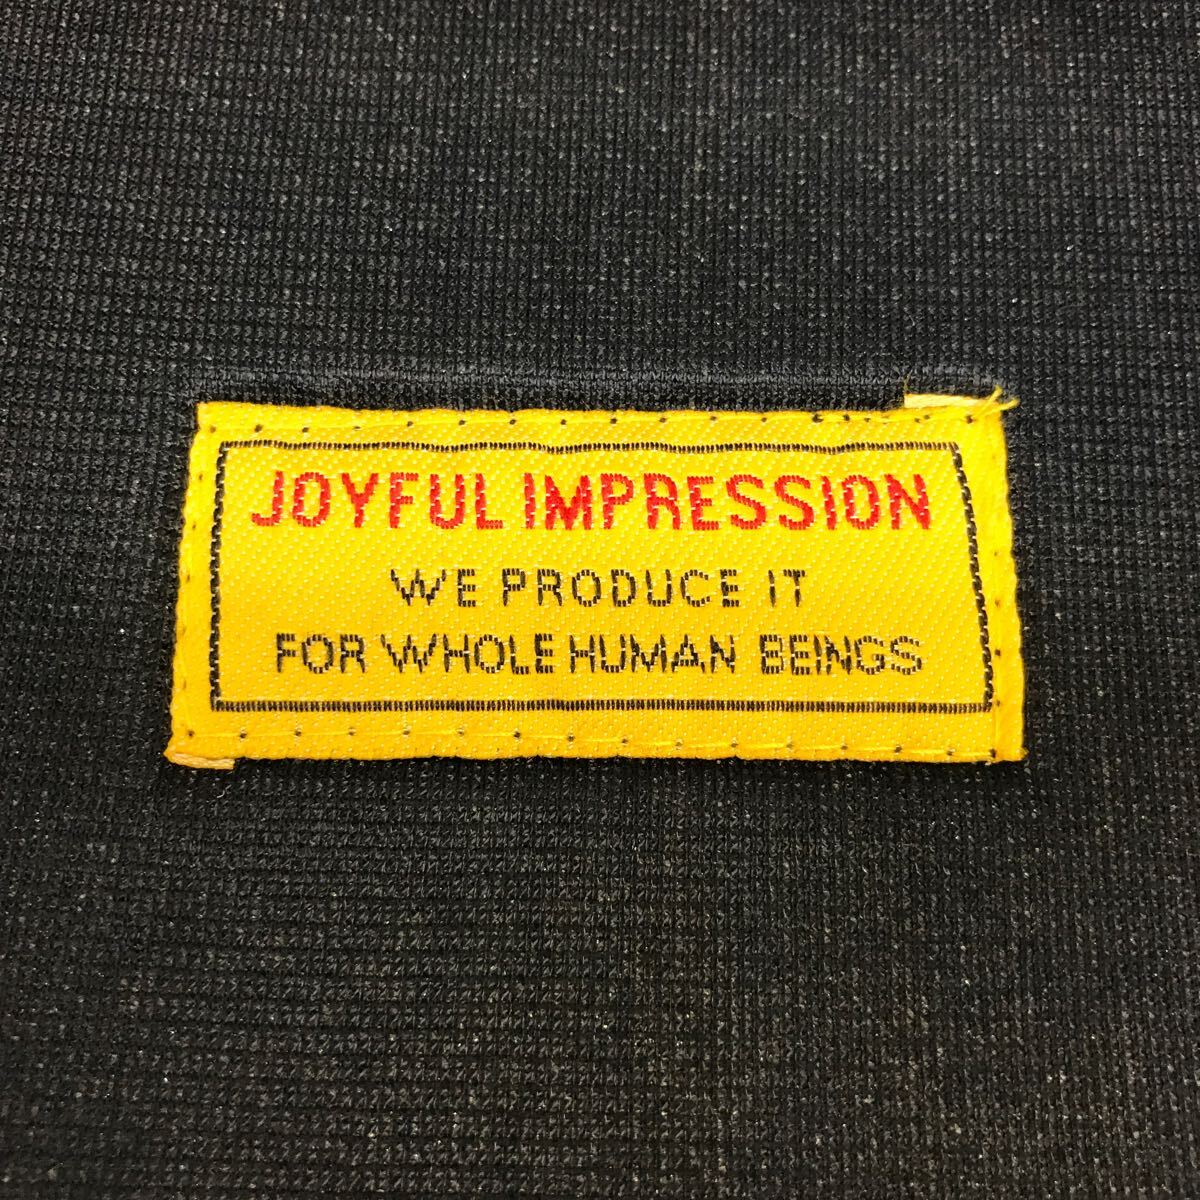 JOYFUL IMPRESSION
WE PRODUCE IT
FOR WHOLE HUMAN BEINGS